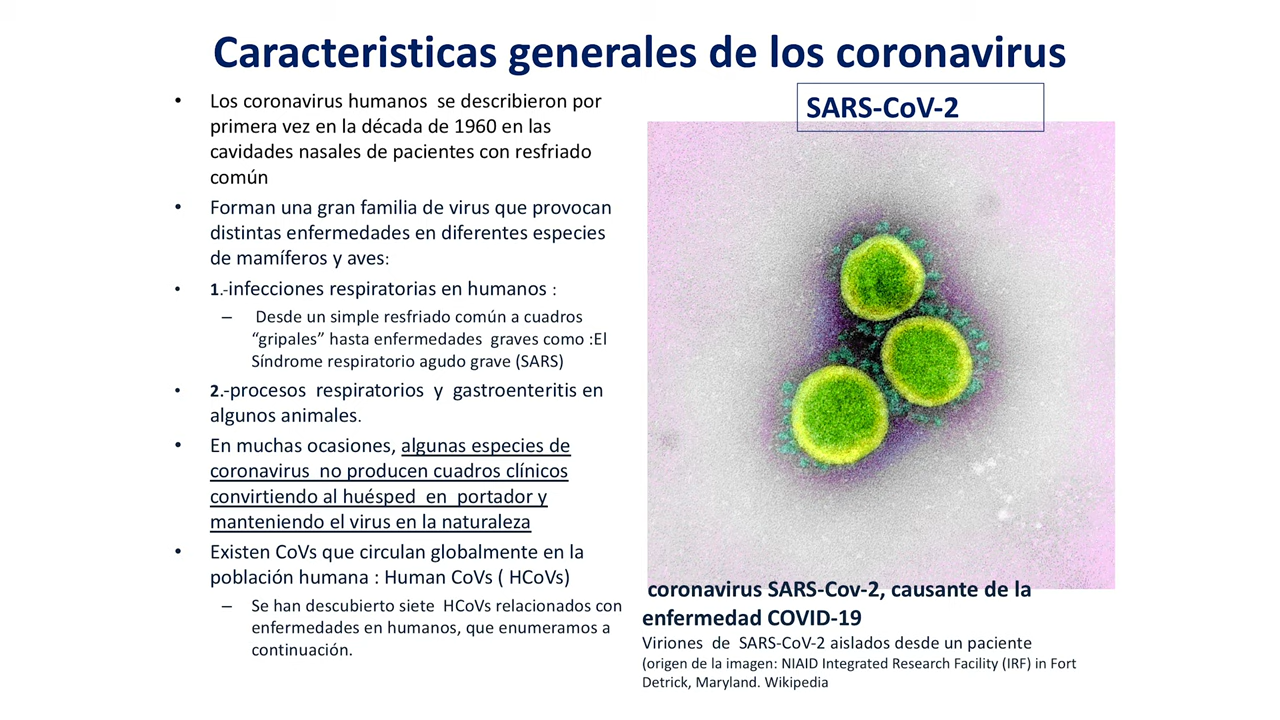 Caracteristicas generales de los coronavirus
• Los coronavirus humanos se describieron por
primera vez en la década de 1960 en las
cavidades nasales de pacientes con resfriado
común
• Forman una gran familia de virus que provocan
distintas enfermedades en diferentes especies
de mamíferos y aves:
• 1.-infecciones respiratorias en humanos :
– Desde un simple resfriado común a cuadros
“gripales” hasta enfermedades graves como :El
Síndrome respiratorio agudo grave (SARS)
• 2.-procesos respiratorios y gastroenteritis en
algunos animales.
• En muchas ocasiones, algunas especies de
coronavirus no producen cuadros clínicos
convirtiendo al huésped en portador y
manteniendo el virus en la naturaleza
• Existen CoVs que circulan globalmente en la
población humana : Human CoVs ( HCoVs)
– Se han descubierto siete HCoVs relacionados con
enfermedades en humanos, que enumeramos a
continuación.
SARS-CoV-2
coronavirus SARS-Cov-2, causante de la
enfermedad COVID-19
Viriones de SARS-CoV-2 aislados desde un paciente
(origen de la imagen: NIAID Integrated Research Facility (IRF) in Fort
Detrick, Maryland. Wikipedia